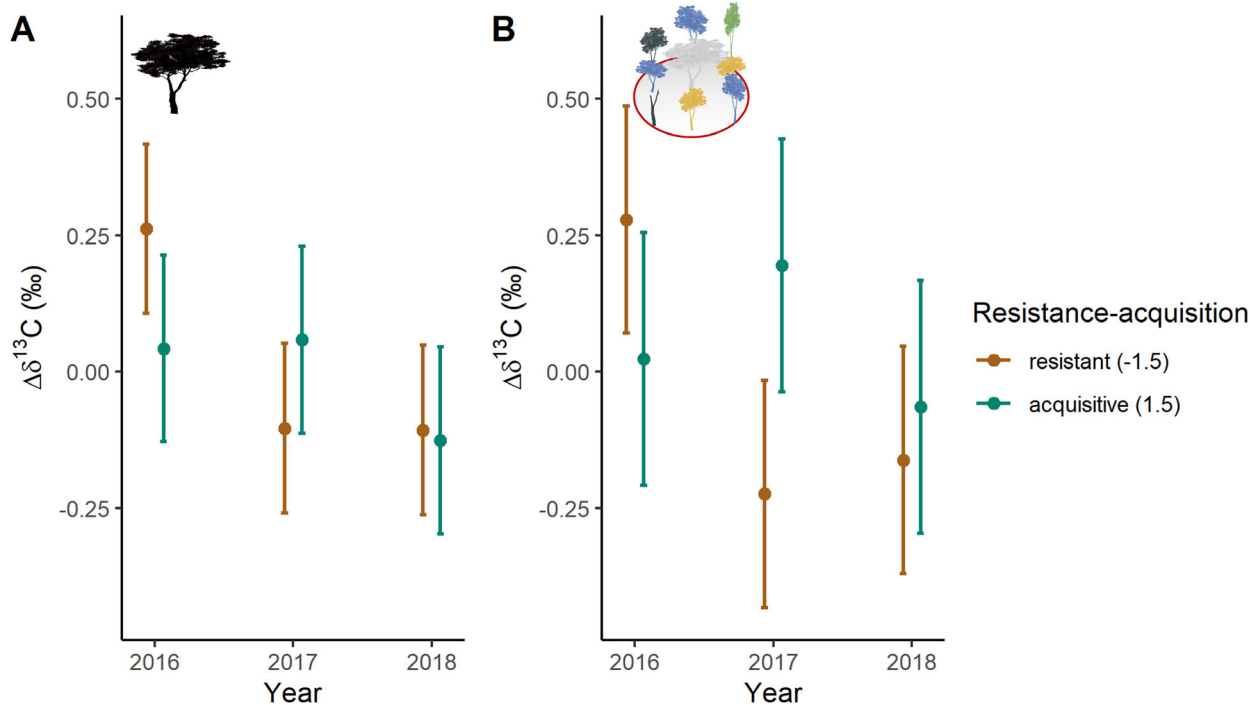 A
0.50
0.25
0.00
-0.25
Δδ¹³C (‰)
2016
2017
2018
Year
B
0.50
0.25
0.00
-0.25
Δδ¹³C (‰)
2016
2017
2018
Year
Resistance-acquisition
resistant (-1.5)
acquisitive (1.5)